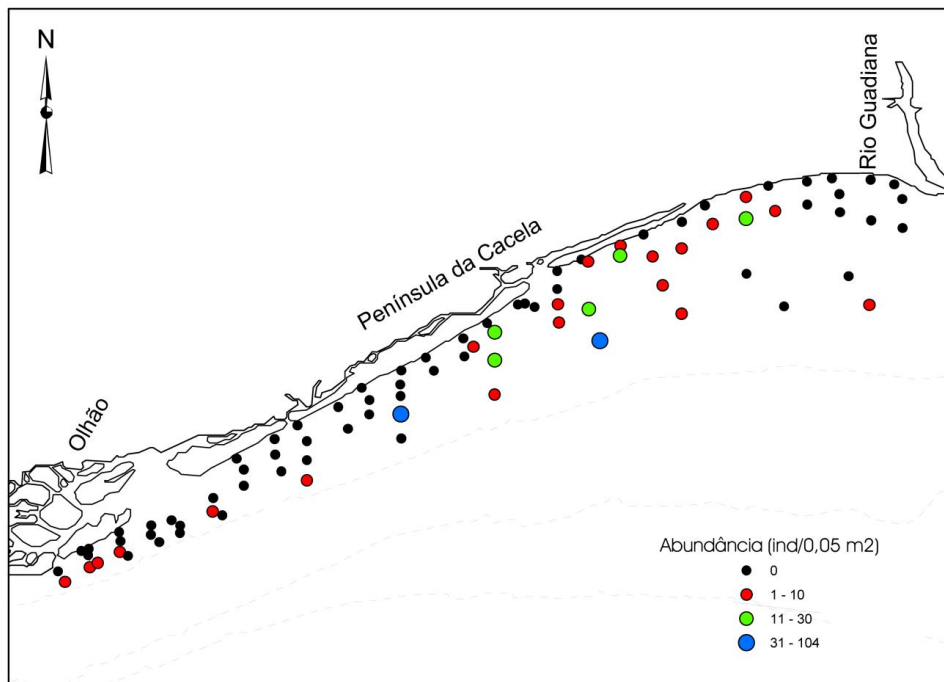 N
Rio Guadiana
Península da Cacela
Olhão
Abundância (ind/0,05 m2)
0
1 - 10
11 - 30
31 - 104